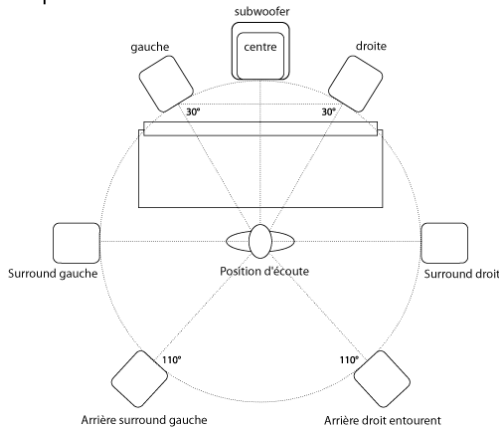 subwoofer
gauche
centre
droite
30°
30°
Surround gauche
Position d'écoute
Surround droit
110°
110°
Arrière surround gauche
Arrière droit entourent